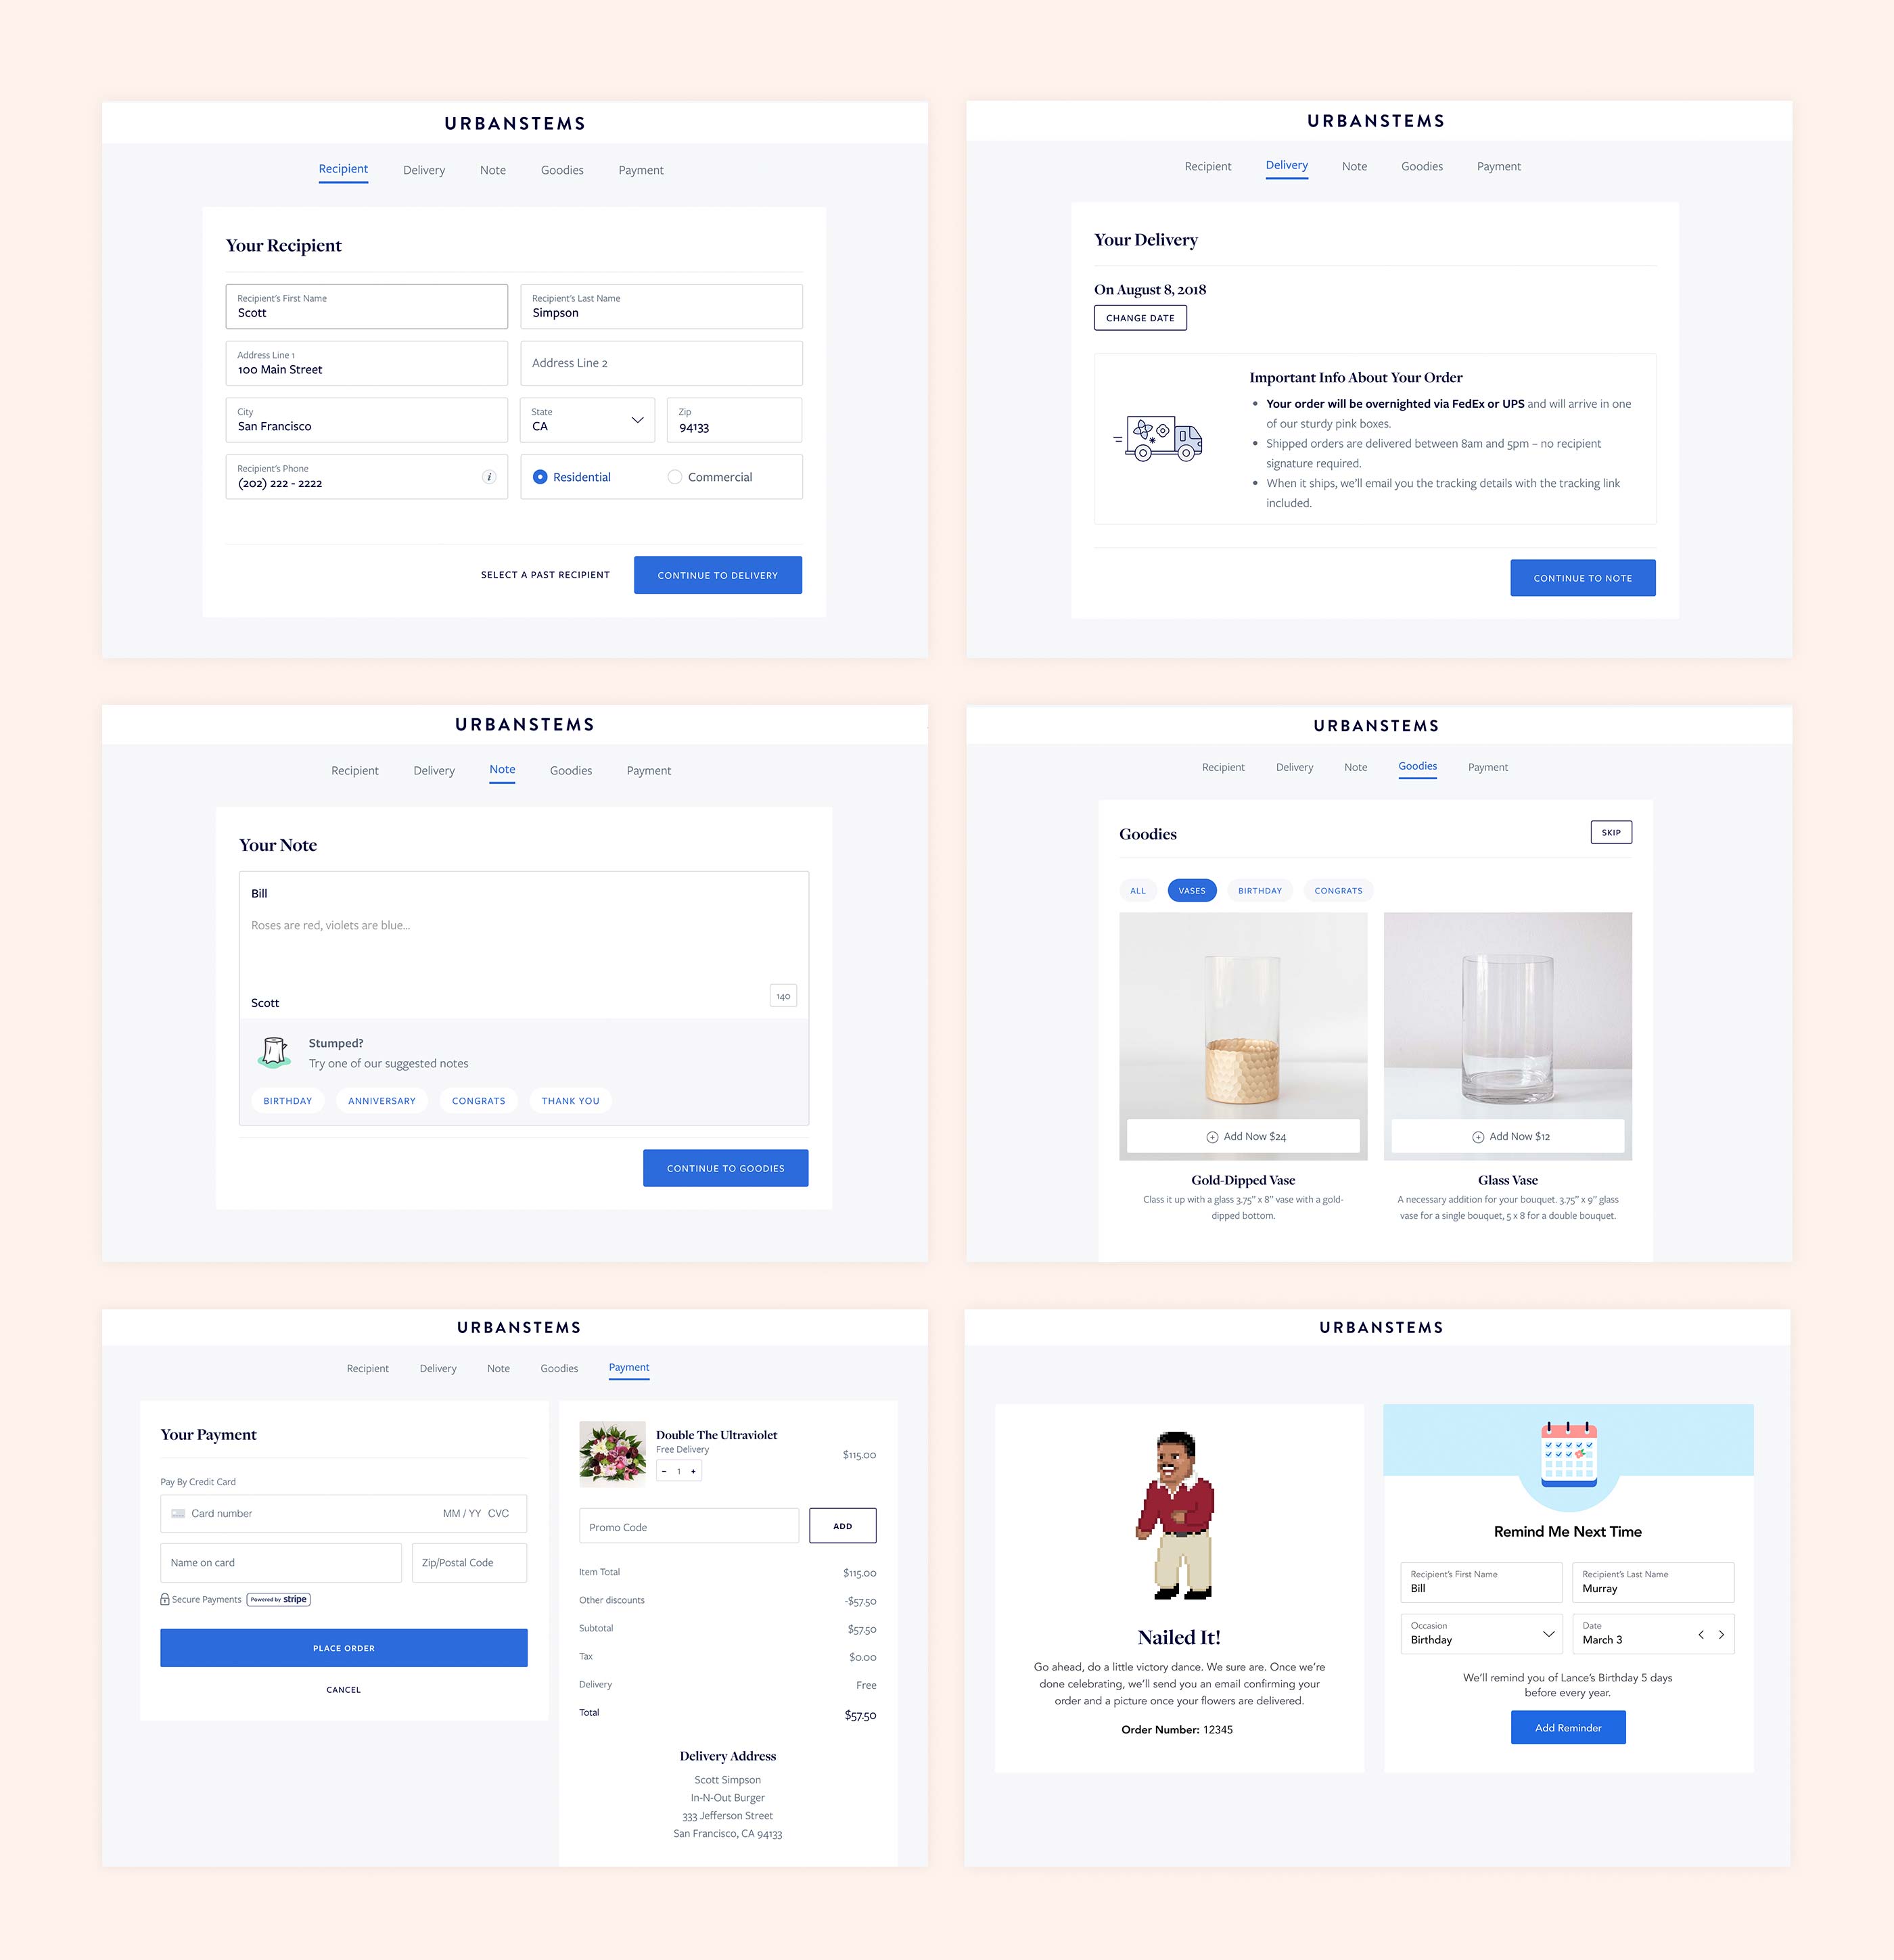 URBANSTEMS
Recipient Delivery Note Goodies Payment
Your Recipient
Recipient's First Name
Scott
Recipient's Last Name
Simpson
Address Line 1
100 Main Street
Address Line 2
City
San Francisco
State
CA
Zip
94133
Recipient's Phone
(202) 222 - 2222
i
Residential
Commercial
SELECT A PAST RECIPIENT
CONTINUE TO DELIVERY
URBANSTEMS
Recipient Delivery Note Goodies Payment
Your Delivery
On August 8, 2018
CHANGE DATE
Important Info About Your Order
• Your order will be overnighted via FedEx or UPS and will arrive in one
of our sturdy pink boxes.
• Shipped orders are delivered between 8am and 5pm – no recipient
signature required.
• When it ships, we'll email you the tracking details with the tracking link
included.
CONTINUE TO NOTE
URBANSTEMS
Recipient Delivery Note Goodies Payment
Your Note
Bill
Roses are red, violets are blue...
Scott
140
Stumped?
Try one of our suggested notes
BIRTHDAY ANNIVERSARY CONGRATS THANK YOU
CONTINUE TO GOODIES
URBANSTEMS
Recipient Delivery Note Goodies Payment
Goodies
SKIP
ALL VASES BIRTHDAY CONGRATS
Add Now $24
Gold-Dipped Vase
Class it up with a glass 3.75" x 8" vase with a gold-
dipped bottom.
Add Now $12
Glass Vase
A necessary addition for your bouquet. 3.75" x 9" glass
vase for a single bouquet, 5 x 8 for a double bouquet.
URBANSTEMS
Recipient Delivery Note Goodies Payment
Your Payment
Pay By Credit Card
Card number MM / YY CVC
Name on card
Zip/Postal Code
Secure Payments Powered by stripe
PLACE ORDER
CANCEL
Double The Ultraviolet
Free Delivery
$115.00
- 1 +
Promo Code
ADD
Item Total $115.00
Other discounts -$57.50
Subtotal $57.50
Tax $0.00
Delivery Free
Total $57.50
Delivery Address
Scott Simpson
In-N-Out Burger
333 Jefferson Street
San Francisco, CA 94133
URBANSTEMS
Nailed It!
Go ahead, do a little victory dance. We sure are. Once we're
done celebrating, we'll send you an email confirming your
order and a picture once your flowers are delivered.
Order Number: 12345
Remind Me Next Time
Recipient's First Name
Bill
Recipient's Last Name
Murray
Occasion
Birthday
Date
March 3
We'll remind you of Lance's Birthday 5 days
before every year.
Add Reminder